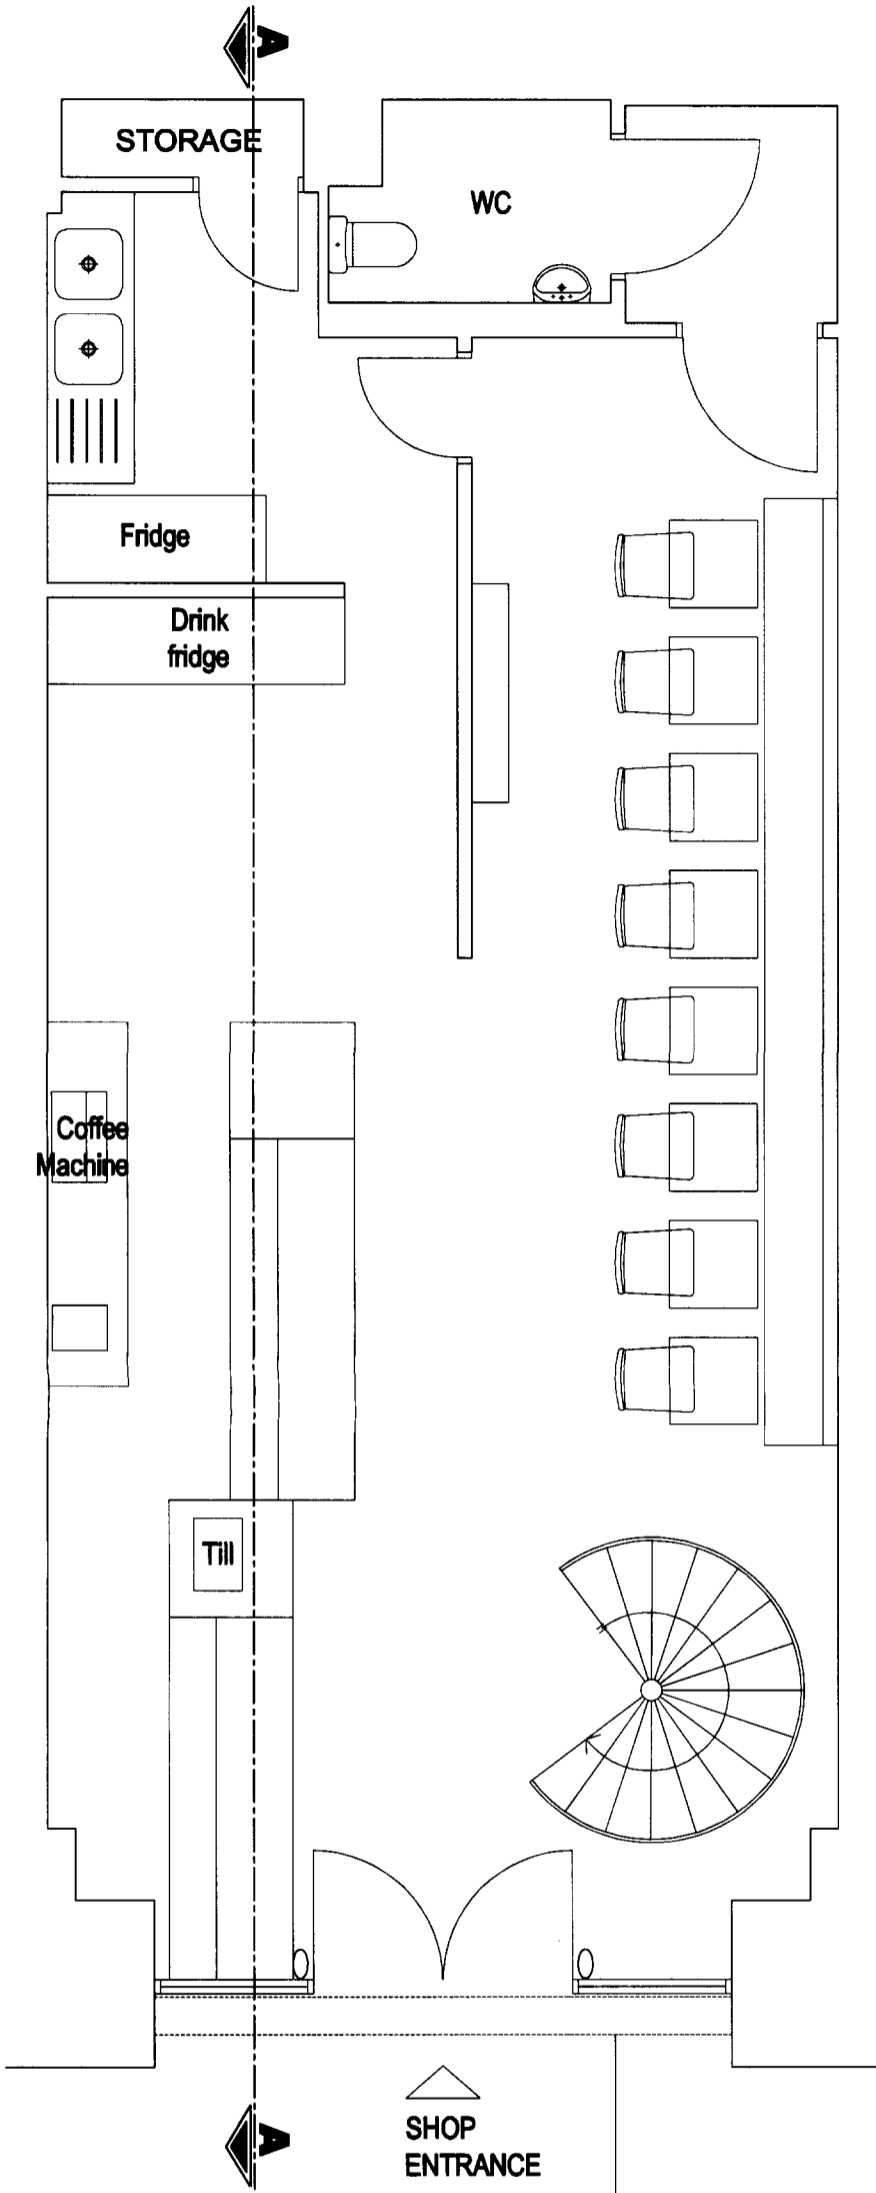 A
STORAGE
WC
Fridge
Drink
fridge
Coffee
Machine
Till
A
SHOP
ENTRANCE